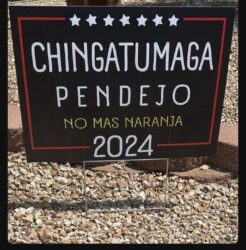 CHINGATUMAGA
PENDEJO
NO MAS NARANJA
2024